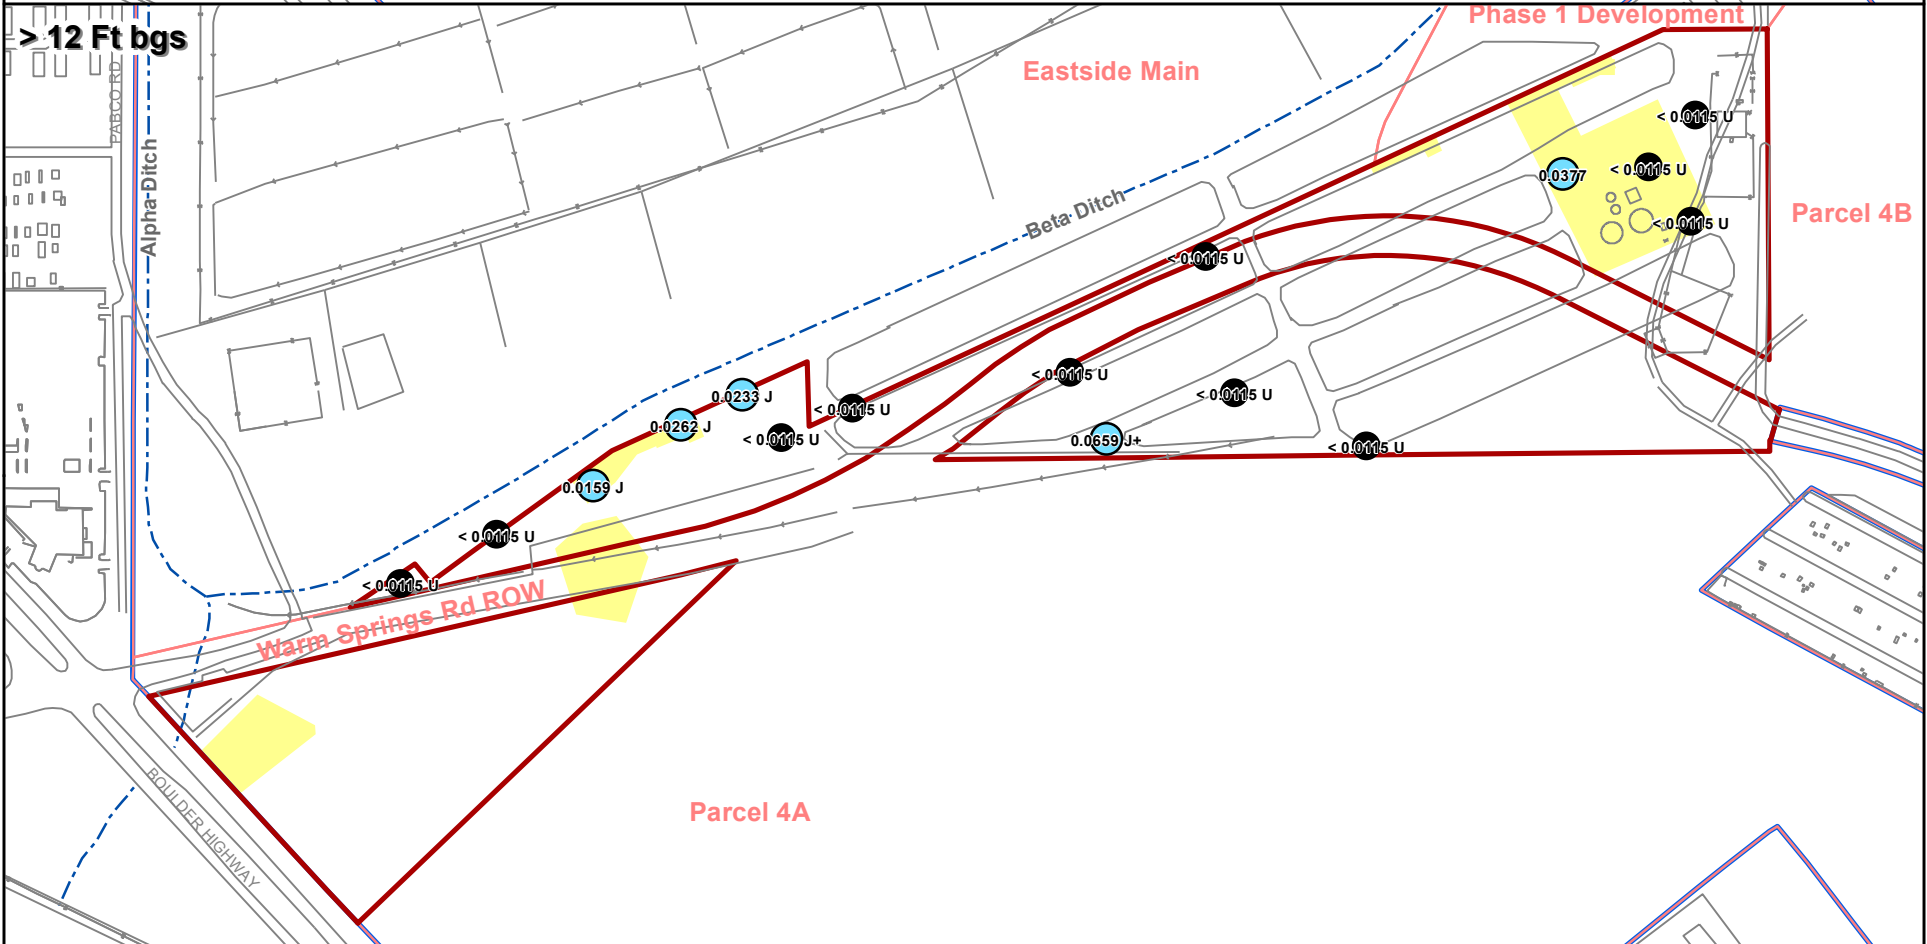 > 12 Ft bgs
Phase 1 Development
Eastside Main
PABCO RD
Alpha Ditch
Beta Ditch
Parcel 4B
< 0.0115 U
0.0377
< 0.0115 U
< 0.0115 U
< 0.0115 U
< 0.0115 U
< 0.0115 U
0.0233 J
< 0.0115 U
0.0262 J
< 0.0115 U
0.0659 J+
< 0.0115 U
0.0159 J
< 0.0115 U
< 0.0115 U
Warm Springs Rd ROW
Parcel 4A
BOULDER HIGHWAY